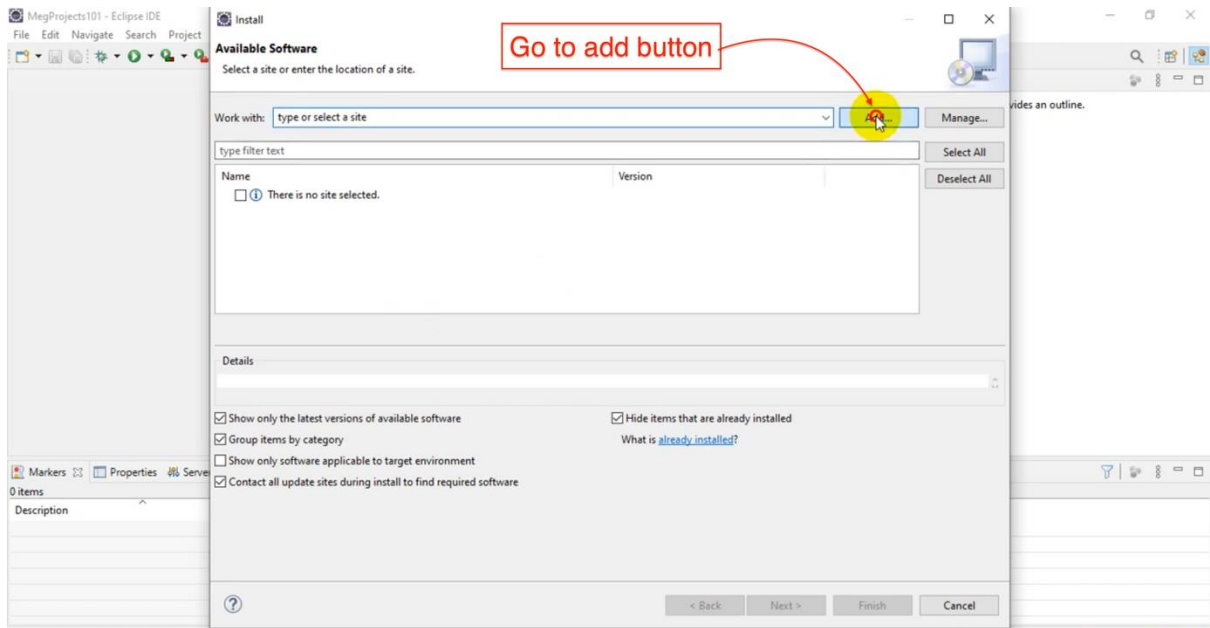 MegProjects101 - Eclipse IDE
File Edit Navigate Search Project
Install
Available Software
Select a site or enter the location of a site.
Go to add button
Work with: type or select a site
Add...
Manage...
vides an outline.
type filter text
Select All
Name Version
Deselect All
There is no site selected.
Details
Show only the latest versions of available software
Hide items that are already installed
Group items by category
What is already installed?
Show only software applicable to target environment
Contact all update sites during install to find required software
Markers Properties Server
0 items
Description
< Back Next > Finish Cancel